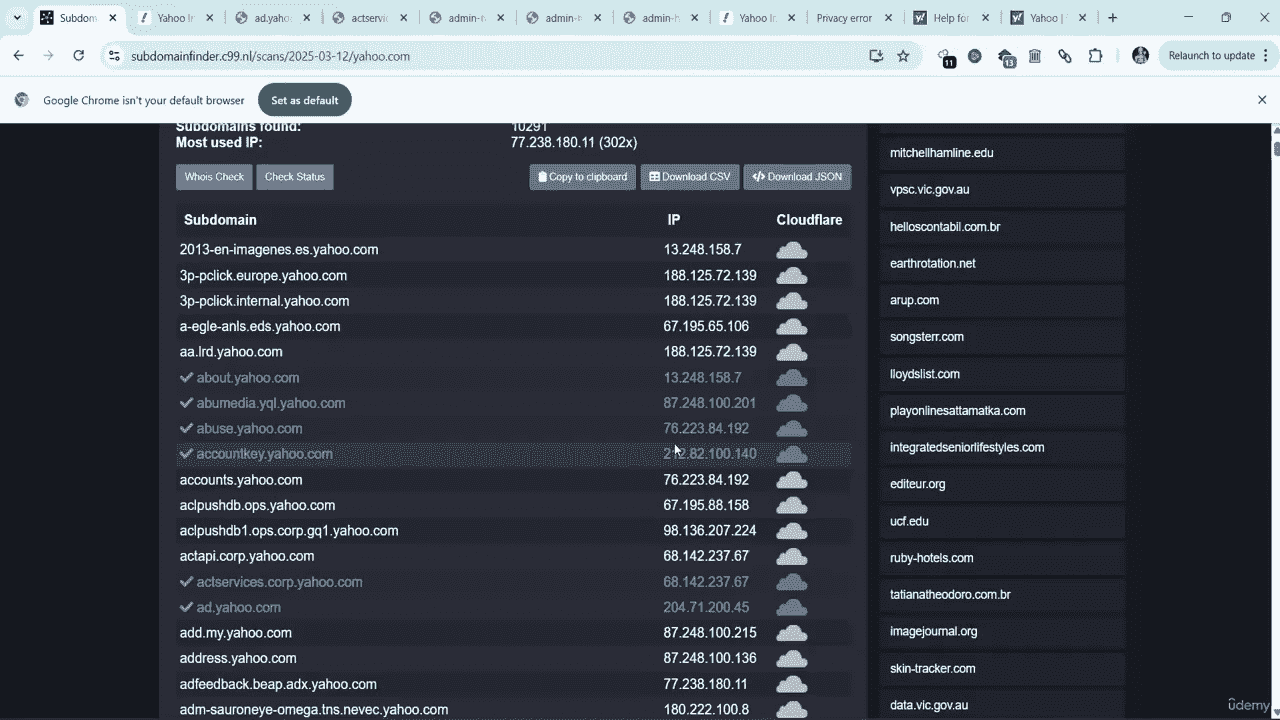 Subdom
Yahoo Ir
ad.yaho
actservic
admin-r
admin-e
admin-h
Yahoo Ir
Privacy error
Help for
Yahoo |
subdomainfinder.c99.nl/scans/2025-03-12/yahoo.com
11
13
Relaunch to update
Google Chrome isn't your default browser
Set as default
Subdomains found: 10291
Most used IP: 77.238.180.11 (302x)
Whois Check
Check Status
Copy to clipboard
Download CSV
Download JSON
Subdomain IP Cloudflare
2013-en-imagenes.es.yahoo.com 13.248.158.7
3p-pclick.europe.yahoo.com 188.125.72.139
3p-pclick.internal.yahoo.com 188.125.72.139
a-egle-anls.eds.yahoo.com 67.195.65.106
aa.lrd.yahoo.com 188.125.72.139
about.yahoo.com 13.248.158.7
abumedia.yql.yahoo.com 87.248.100.201
abuse.yahoo.com 76.223.84.192
accountkey.yahoo.com 212.82.100.140
accounts.yahoo.com 76.223.84.192
aclpushdb.ops.yahoo.com 67.195.88.158
aclpushdb1.ops.corp.gq1.yahoo.com 98.136.207.224
actapi.corp.yahoo.com 68.142.237.67
actservices.corp.yahoo.com 68.142.237.67
ad.yahoo.com 204.71.200.45
add.my.yahoo.com 87.248.100.215
address.yahoo.com 87.248.100.136
adfeedback.beap.adx.yahoo.com 77.238.180.11
adm-sauroneye-omega.tns.nevec.yahoo.com 180.222.100.8
mitchellhamline.edu
vpsc.vic.gov.au
helloscontabil.com.br
earthrotation.net
arup.com
songsterr.com
lloydslist.com
playonlinesattamatka.com
integratedseniorlifestyles.com
editeur.org
ucf.edu
ruby-hotels.com
tatianatheodoro.com.br
imagejournal.org
skin-tracker.com
data.vic.gov.au
Udemy